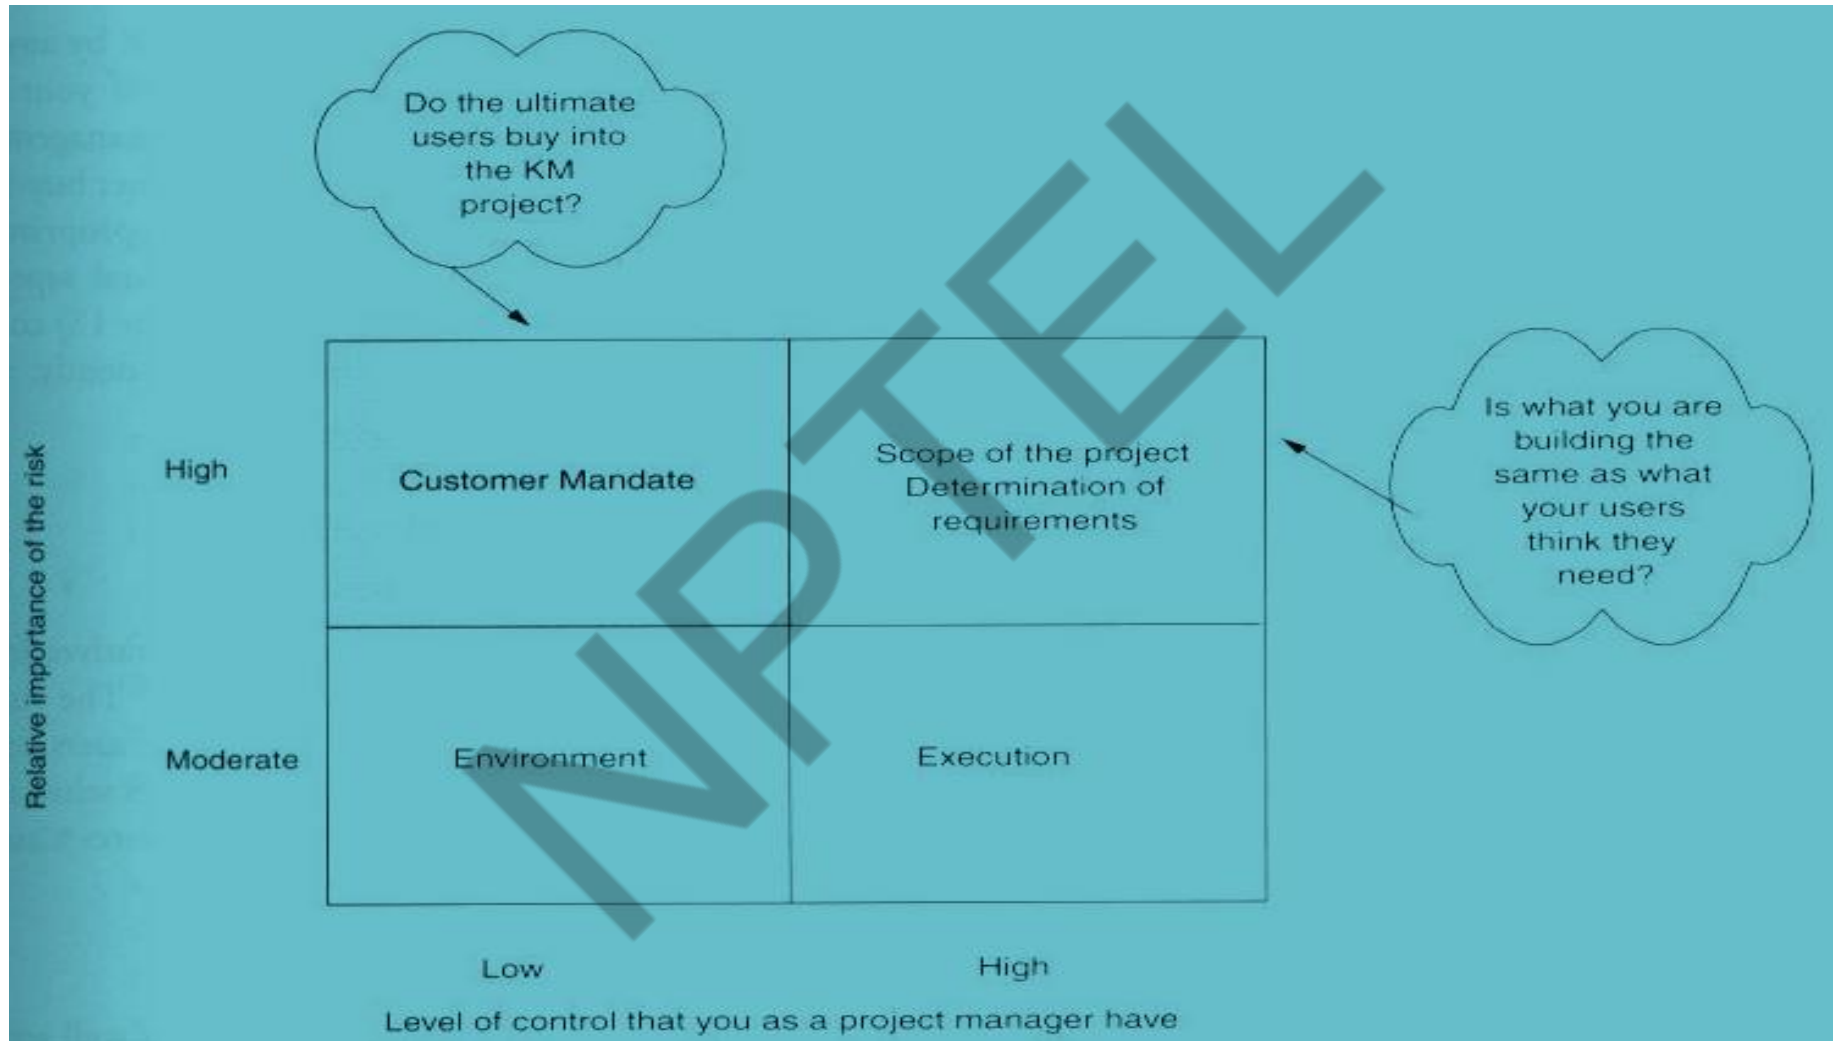 Do the ultimate
users buy into
the KM
project?
Is what you are
building the
same as what
your users
think they
need?
Relative importance of the risk
High
Customer Mandate
Scope of the project
Determination of
requirements
Moderate
Environment
Execution
Low
High
Level of control that you as a project manager have
NPTEL